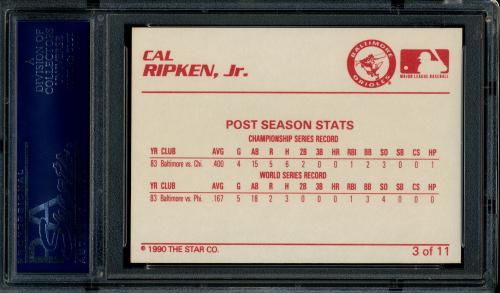 CAL
RIPKEN, Jr.
BALTIMORE
ORIOLES
MAJOR LEAGUE BASEBALL
POST SEASON STATS
CHAMPIONSHIP SERIES RECORD
YR CLUB AVG G AB R H 2B 3B HR RBI BB SO SB CS HP
83 Baltimore vs. Chi. .400 4 15 5 6 2 0 0 1 2 3 0 0 1
WORLD SERIES RECORD
YR CLUB AVG G AB R H 2B 3B HR RBI BB SO SB CS HP
83 Baltimore vs. Phi. .167 5 18 2 3 0 0 0 1 3 4 0 0 0
© 1990 THE STAR CO. 3 of 11
A
DIVISION OF
COLLECTORS
UNIVERSE
PSA